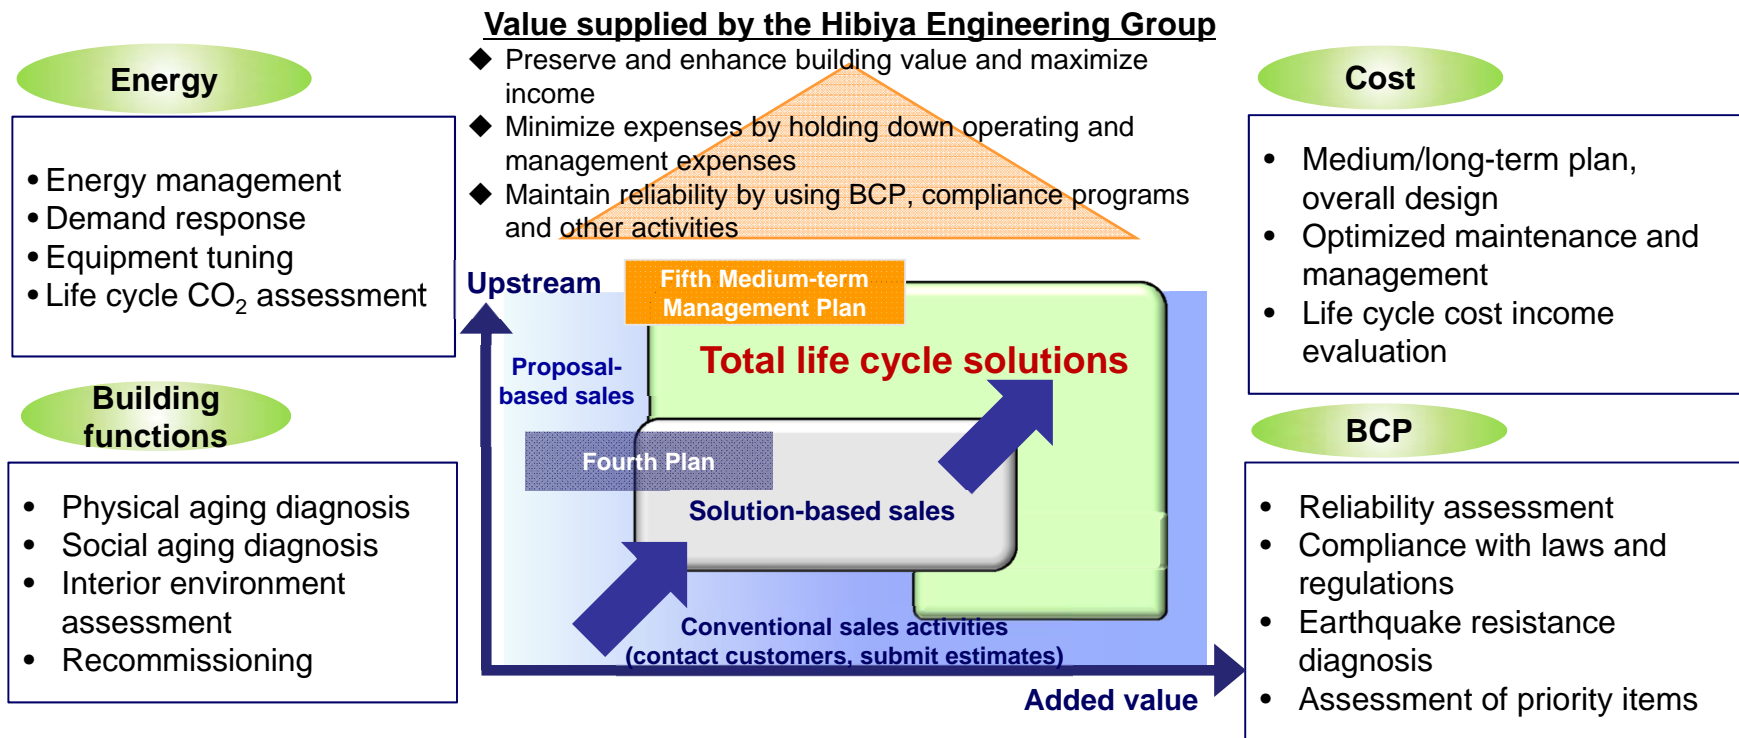 Value supplied by the Hibiya Engineering Group
◆ Preserve and enhance building value and maximize
income
◆ Minimize expenses by holding down operating and
management expenses
◆ Maintain reliability by using BCP, compliance programs
and other activities
Energy
• Energy management
• Demand response
• Equipment tuning
• Life cycle CO₂ assessment
Building
functions
• Physical aging diagnosis
• Social aging diagnosis
• Interior environment
assessment
• Recommissioning
Upstream
Fifth Medium-term
Management Plan
Total life cycle solutions
Proposal-
based sales
Fourth Plan
Solution-based sales
Conventional sales activities
(contact customers, submit estimates)
Added value
Cost
• Medium/long-term plan,
overall design
• Optimized maintenance and
management
• Life cycle cost income
evaluation
BCP
• Reliability assessment
• Compliance with laws and
regulations
• Earthquake resistance
diagnosis
• Assessment of priority items